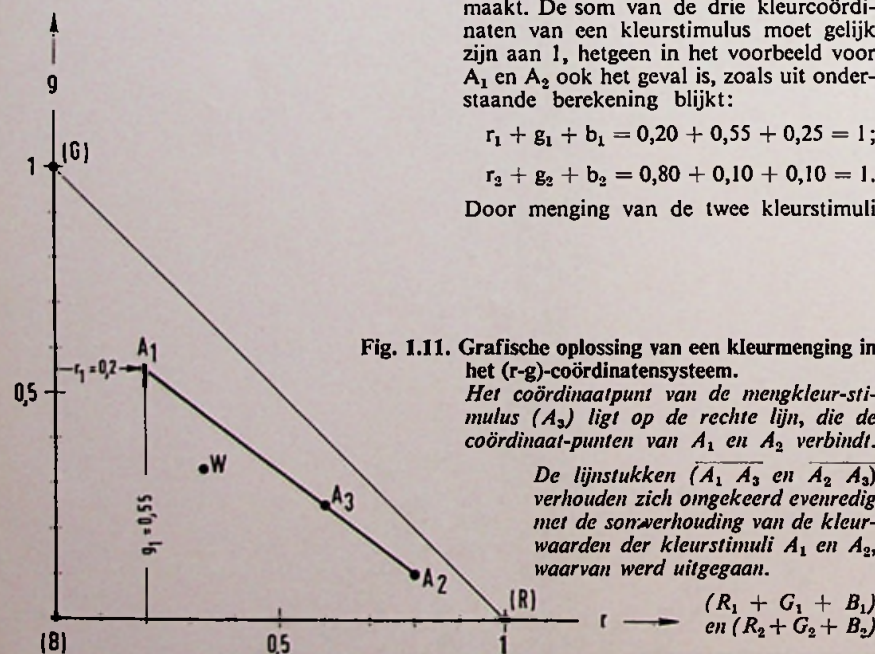 maakt. De som van de drie kleurcoördi-
naten van een kleurstimulus moet gelijk
zijn aan 1, hetgeen in het voorbeeld voor
A₁ en A₂ ook het geval is, zoals uit onder-
staande berekening blijkt:
r₁ + g₁ + b₁ = 0,20 + 0,55 + 0,25 = 1;
r₂ + g₂ + b₂ = 0,80 + 0,10 + 0,10 = 1.
Door menging van de twee kleurstimuli
g
1
(G)
A1
r₁=0,2
0,5
W
g₁=0,55
A3
A2
(R)
(B)
0,5
1
r
Fig. 1.11. Grafische oplossing van een kleurmenging in
het (r-g)-coördinatensysteem.
Het coördinaatpunt van de mengkleur-sti-
mulus (A₃) ligt op de rechte lijn, die de
coördinaat-punten van A₁ en A₂ verbindt.
De lijnstukken (A₁ A₃ en A₂ A₃)
verhouden zich omgekeerd evenredig
met de somverhouding van de kleur-
waarden der kleurstimuli A₁ en A₂,
waarvan werd uitgegaan.
(R₁ + G₁ + B₁)
en (R₂ + G₂ + B₂)